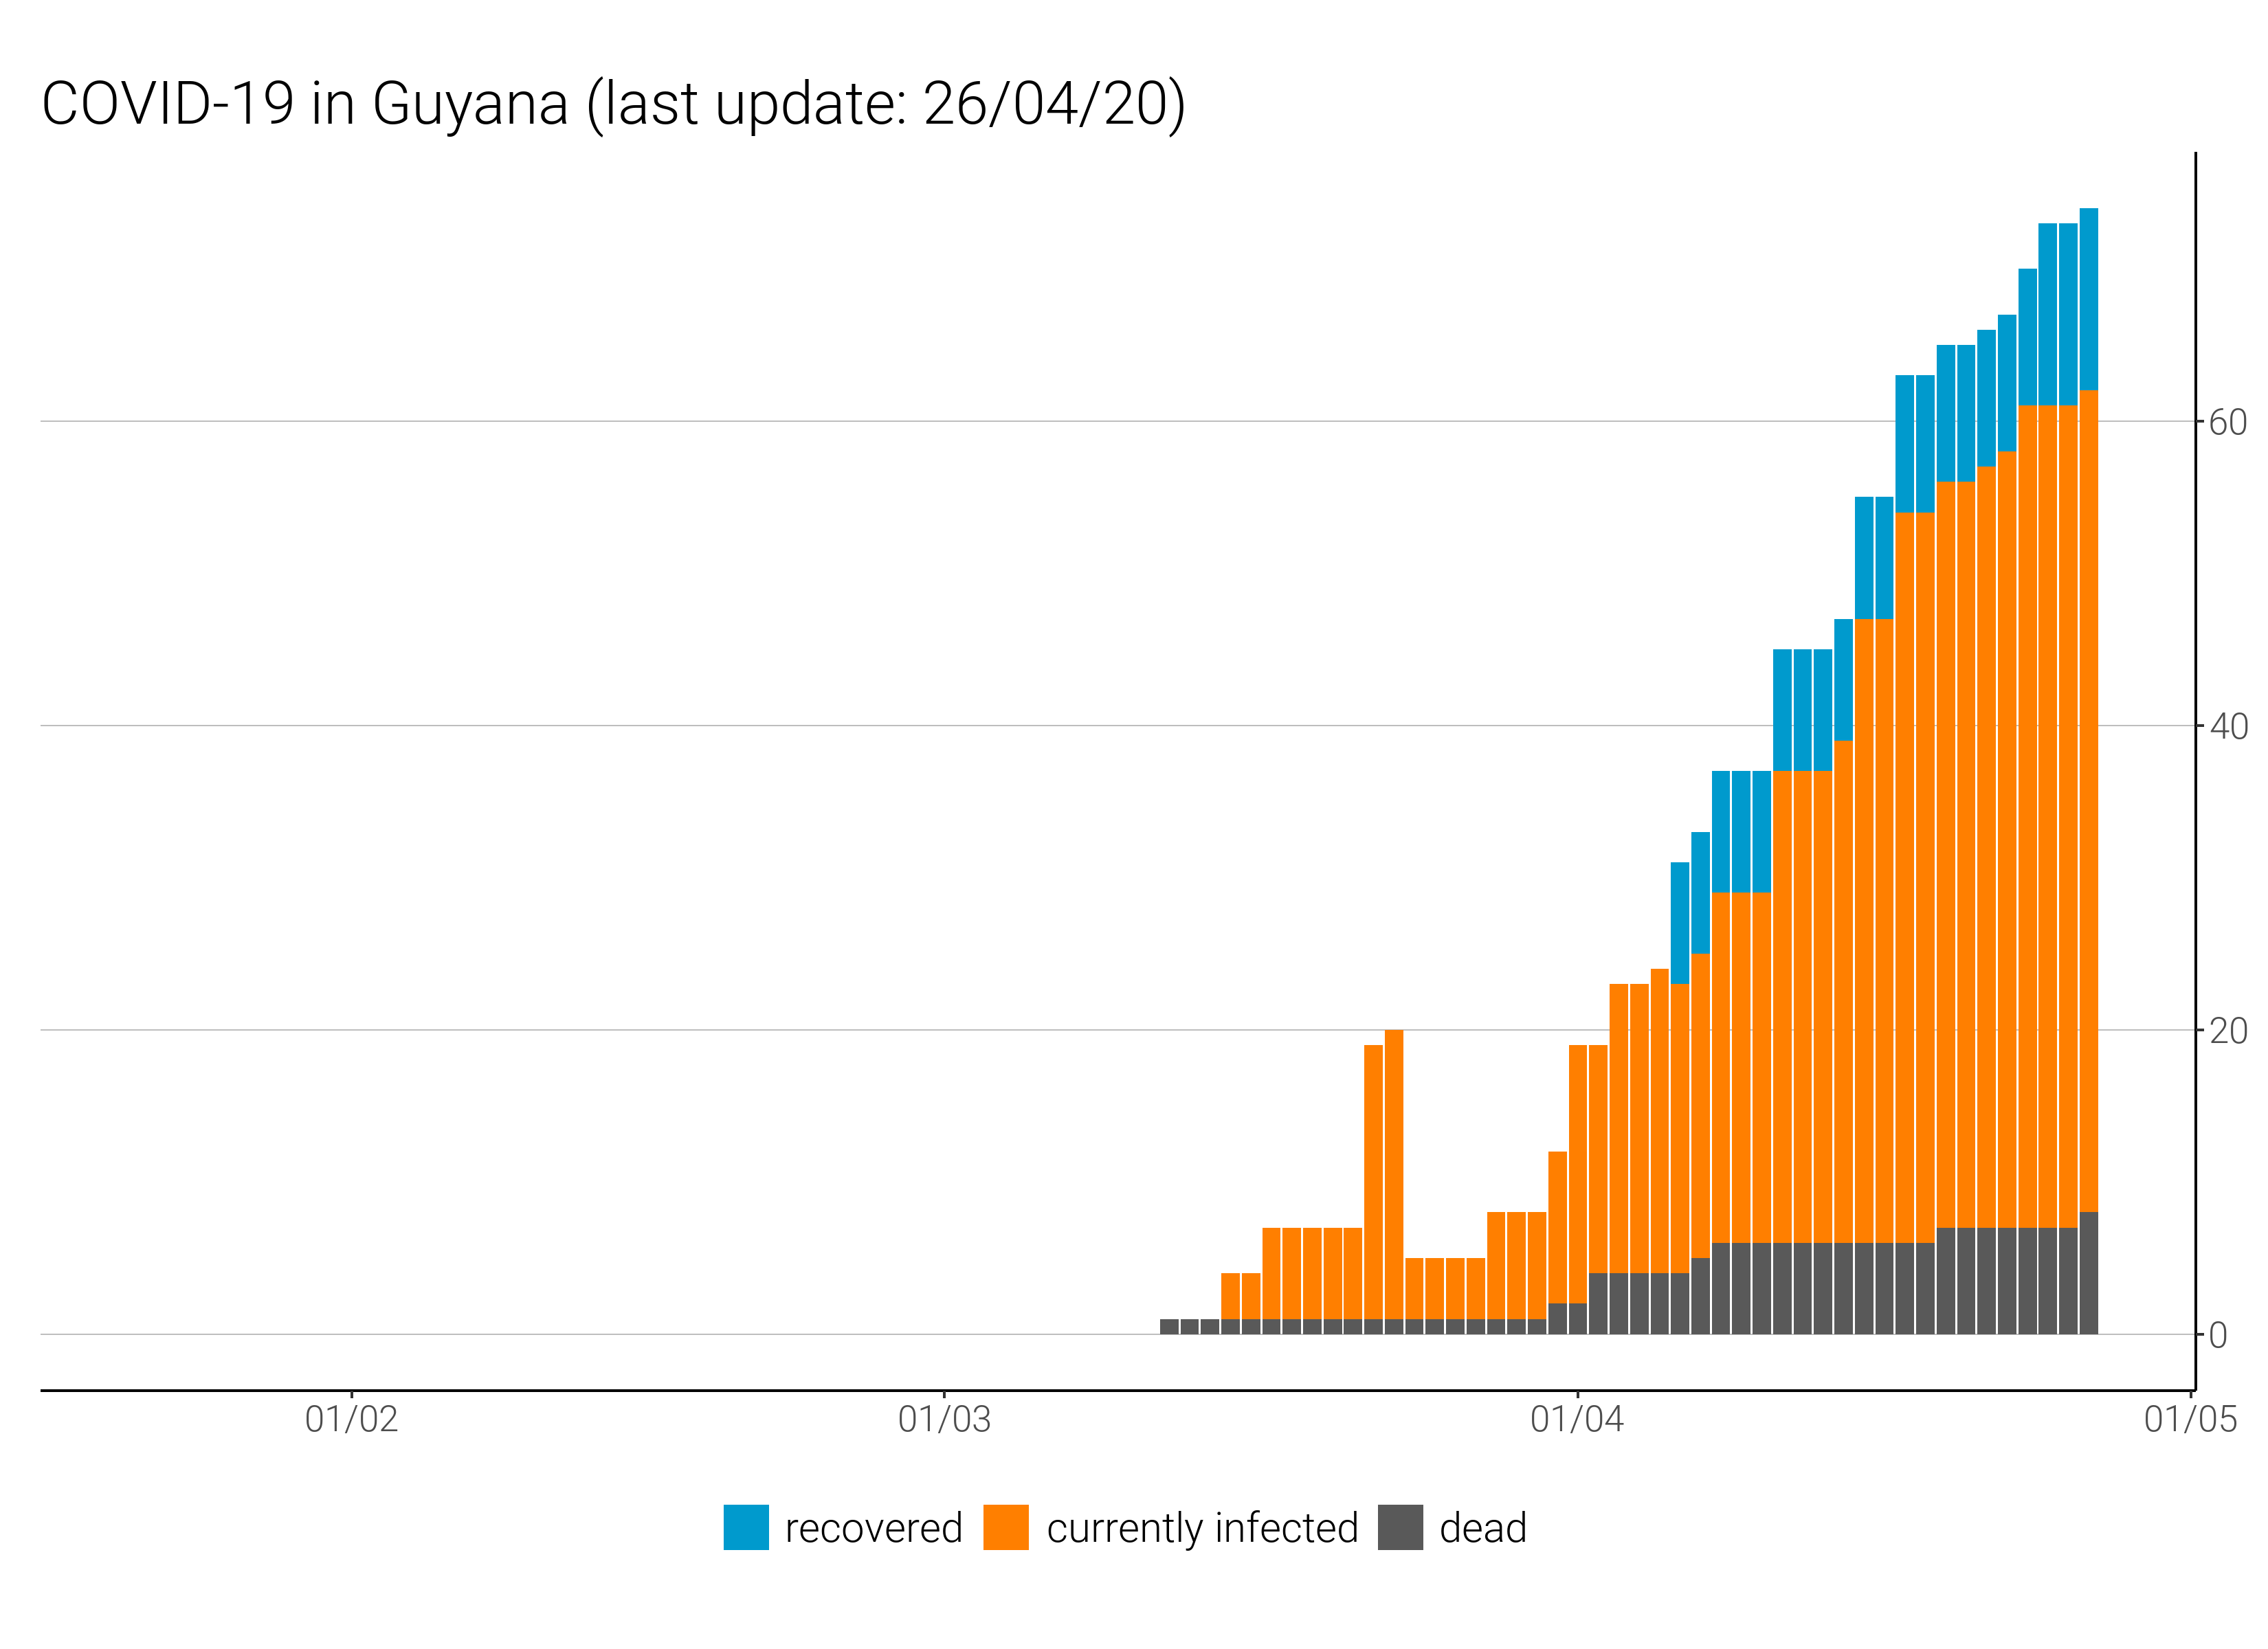 COVID-19 in Guyana (last update: 26/04/20)
60
40
20
0
01/02 01/03 01/04 01/05
recovered currently infected dead